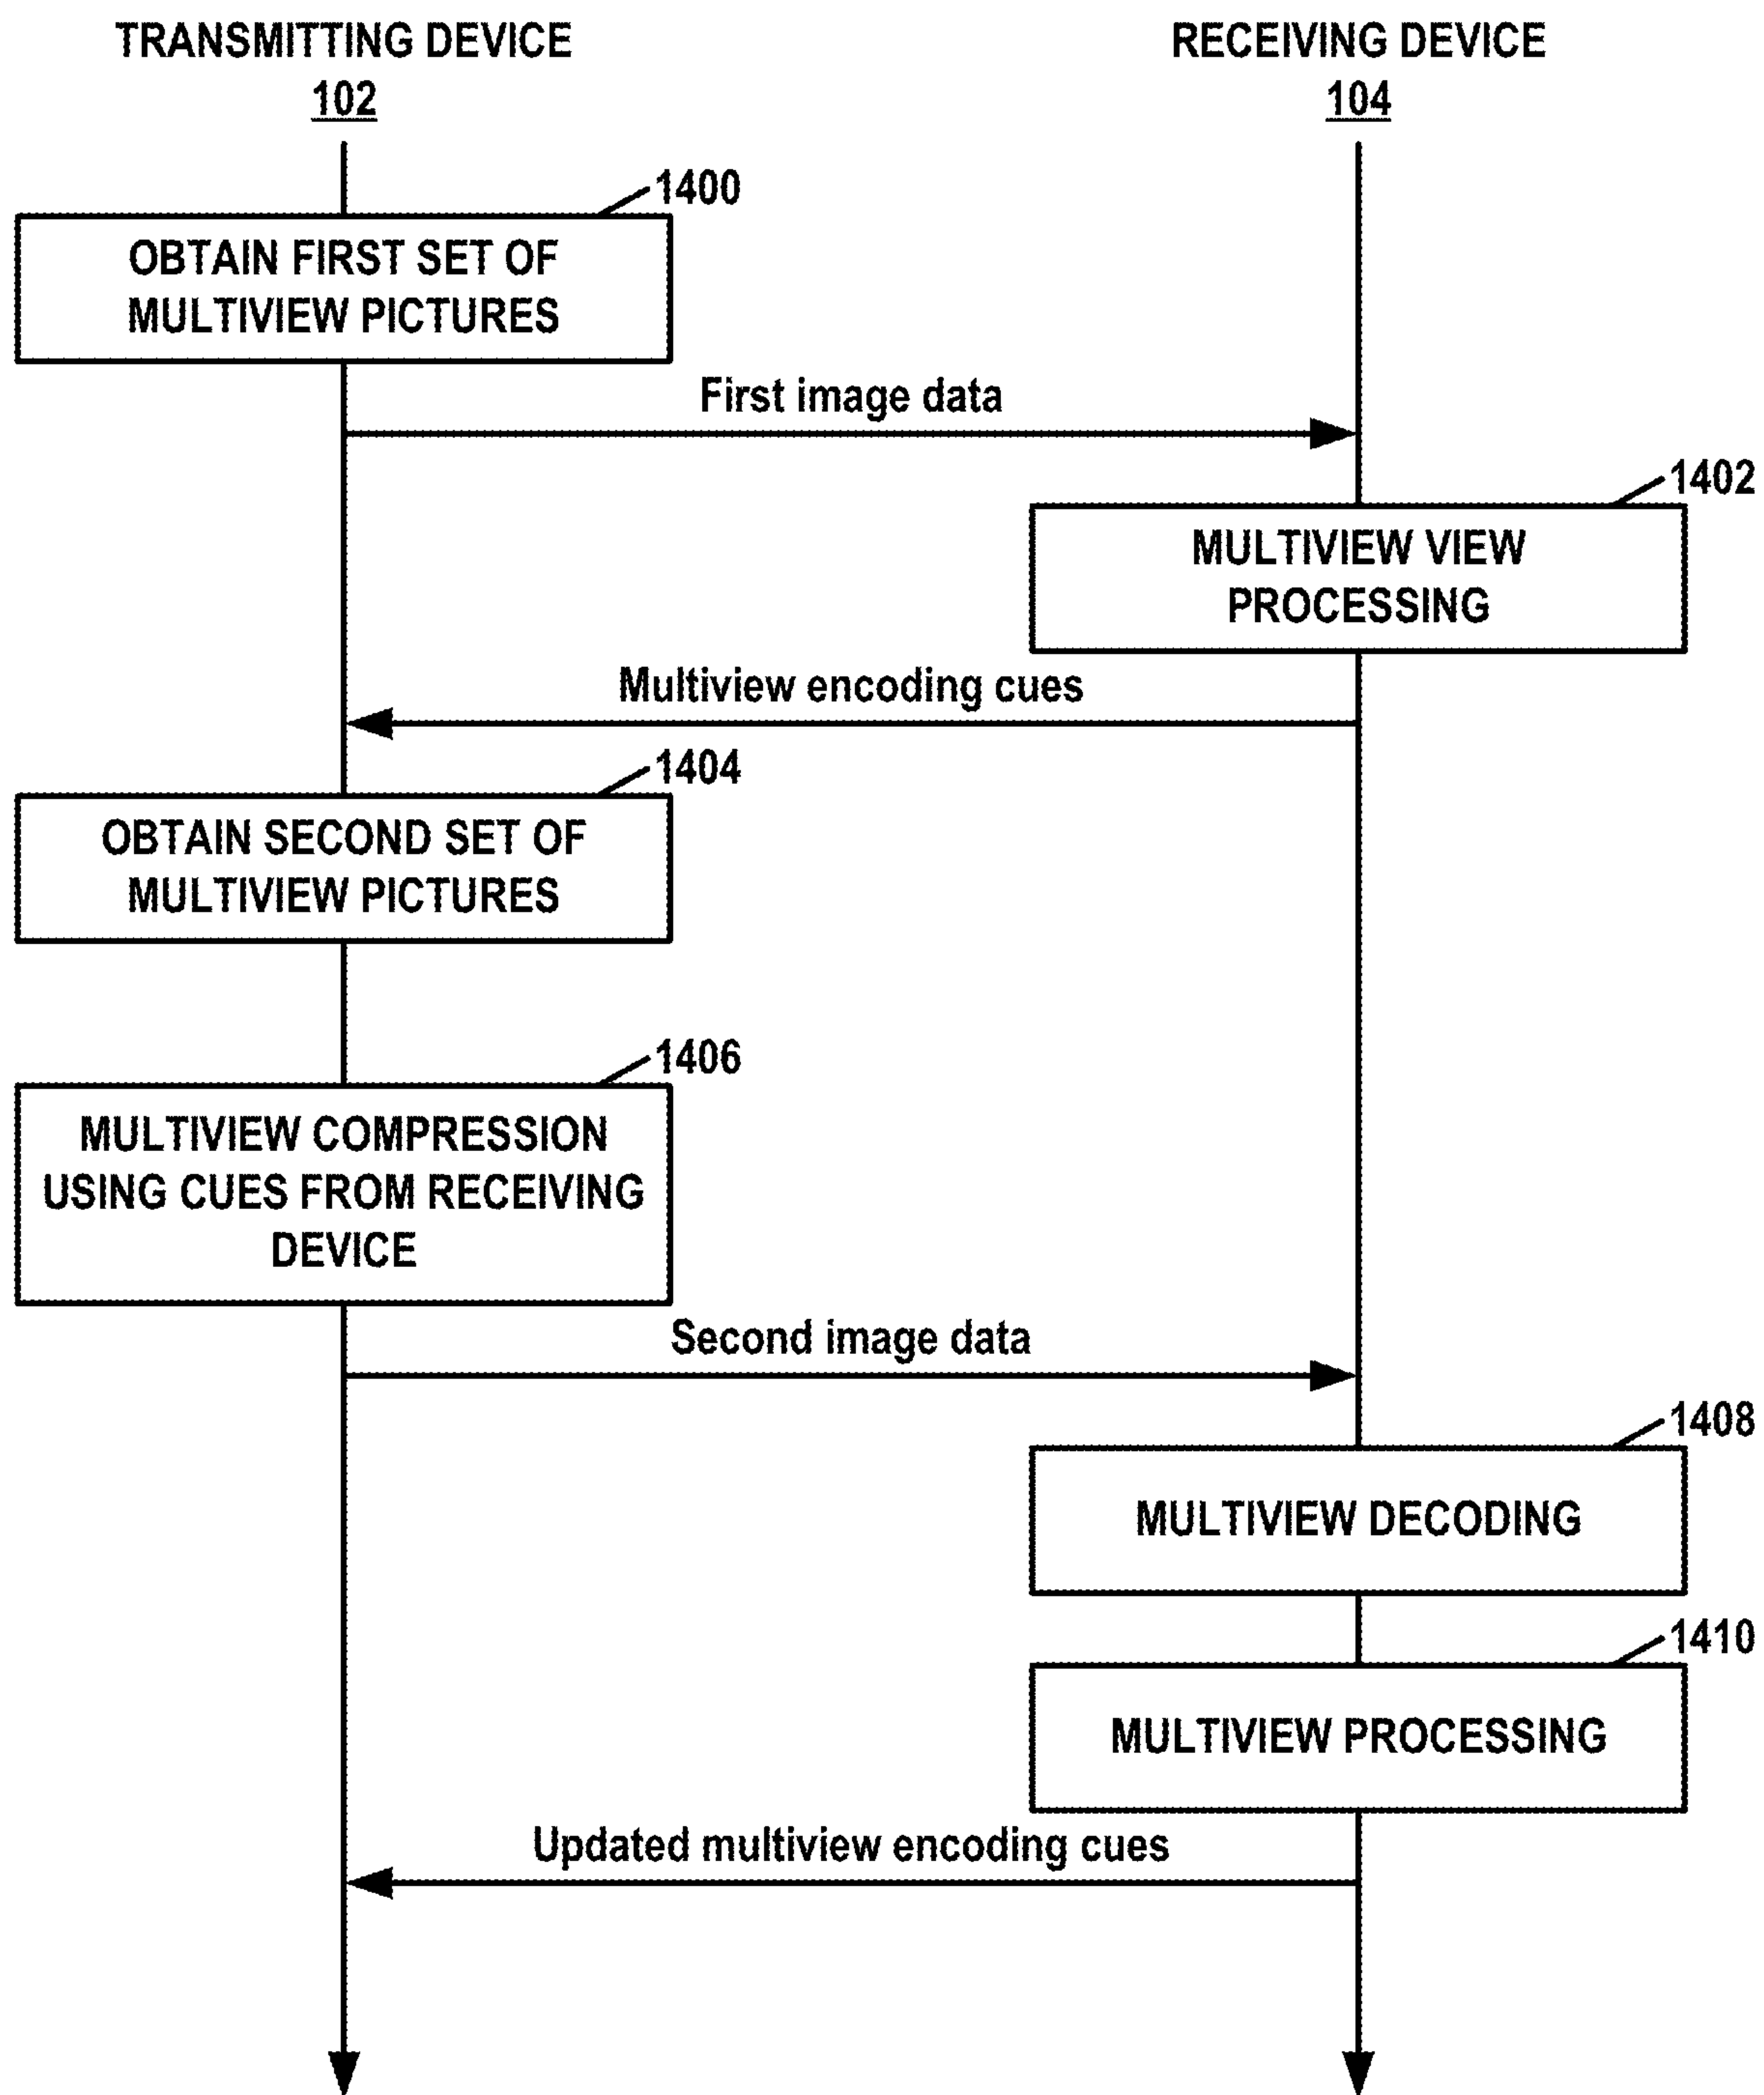 TRANSMITTING DEVICE
102
RECEIVING DEVICE
104
1400
OBTAIN FIRST SET OF
MULTIVIEW PICTURES
First image data
1402
MULTIVIEW VIEW
PROCESSING
Multiview encoding cues
1404
OBTAIN SECOND SET OF
MULTIVIEW PICTURES
1406
MULTIVIEW COMPRESSION
USING CUES FROM RECEIVING
DEVICE
Second image data
1408
MULTIVIEW DECODING
1410
MULTIVIEW PROCESSING
Updated multiview encoding cues